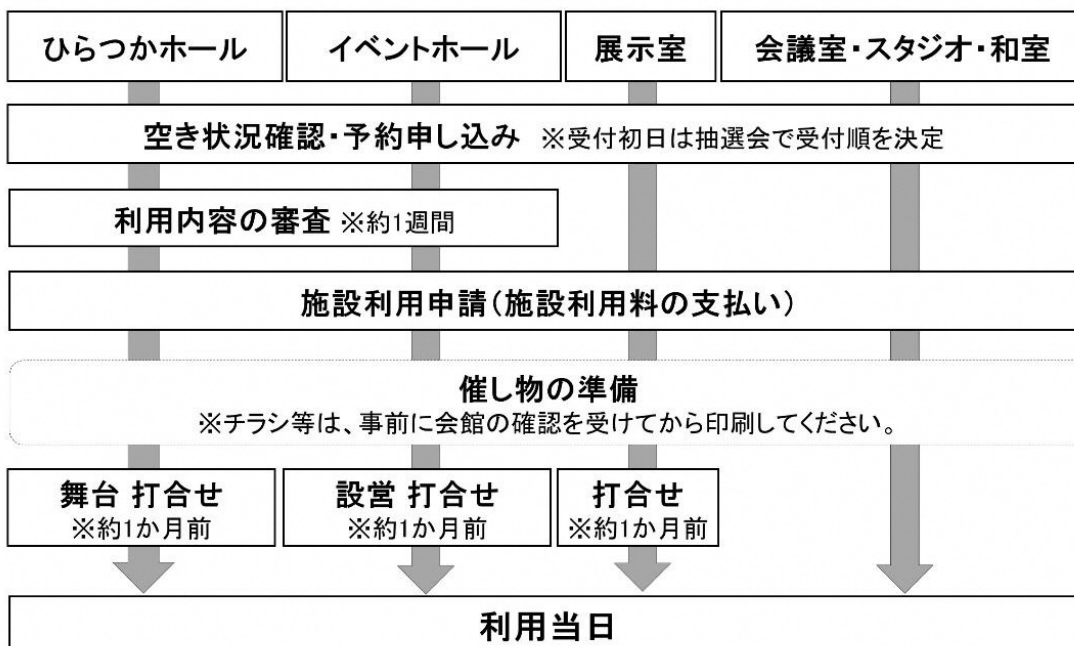 ひらつかホール
イベントホール
展示室
会議室・スタジオ・和室
空き状況確認・予約申し込み ※受付初日は抽選会で受付順を決定
利用内容の審査 ※約1週間
施設利用申請(施設利用料の支払い)
催し物の準備
※チラシ等は、事前に会館の確認を受けてから印刷してください。
舞台 打合せ
※約1か月前
設営 打合せ
※約1か月前
打合せ
※約1か月前
利用当日